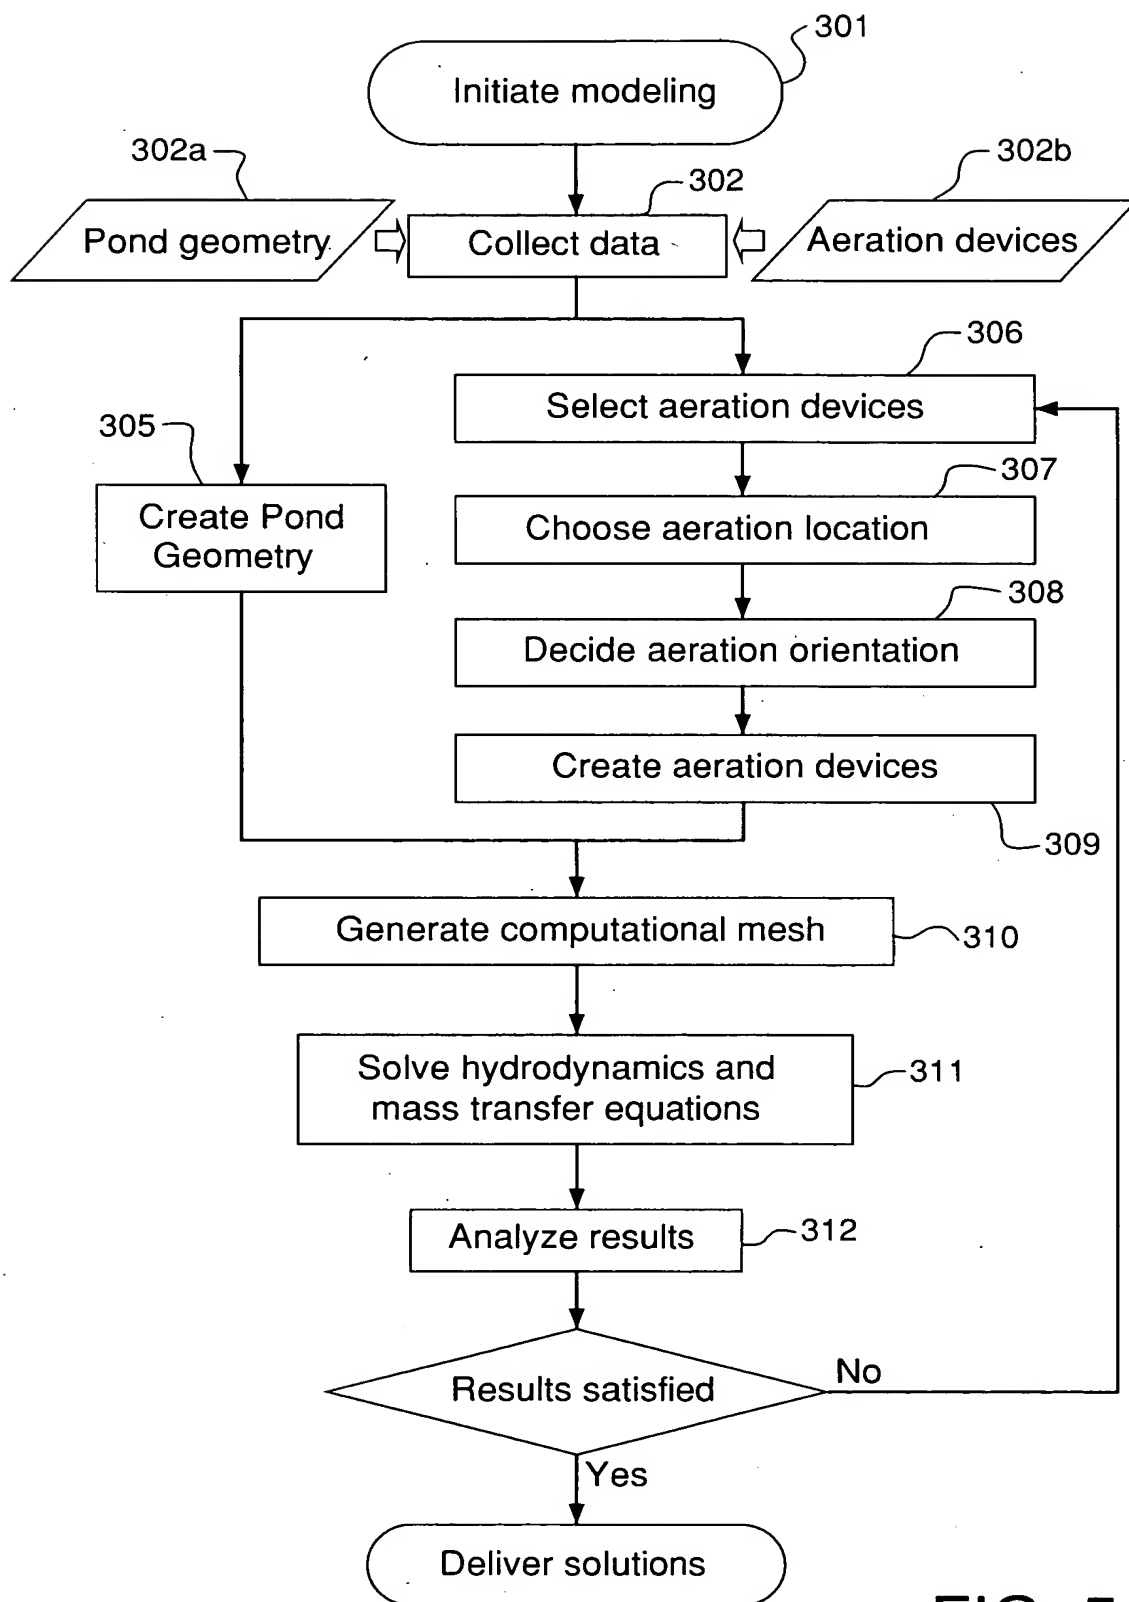 301
Initiate modeling
302a
302
302b
Pond geometry
Collect data
Aeration devices
306
Select aeration devices
305
307
Create Pond
Geometry
Choose aeration location
308
Decide aeration orientation
Create aeration devices
309
Generate computational mesh
310
Solve hydrodynamics and
mass transfer equations
311
Analyze results
312
Results satisfied
No
Yes
Deliver solutions